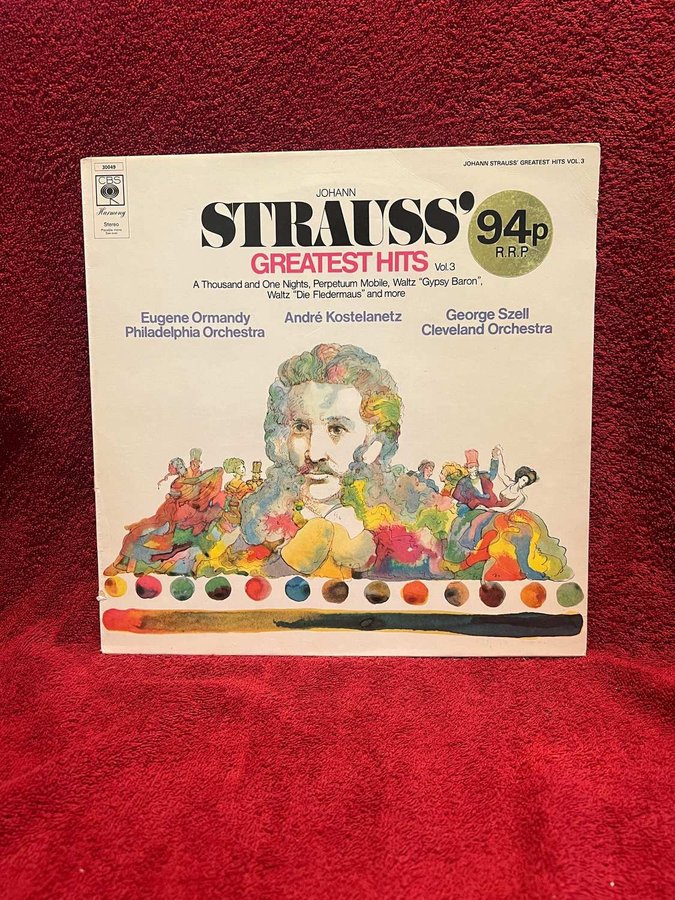 30049
CBS
Harmony
Stereo
JOHANN STRAUSS' GREATEST HITS VOL.3
JOHANN
STRAUSS'
94p
R.R.P.
GREATEST HITS Vol.3
A Thousand and One Nights, Perpetuum Mobile, Waltz "Gypsy Baron",
Waltz "Die Fledermaus" and more
Eugene Ormandy
Philadelphia Orchestra
André Kostelanetz
George Szell
Cleveland Orchestra